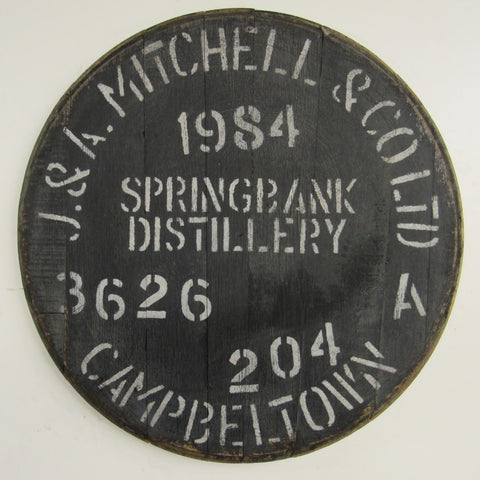 J. & A. MITCHELL & CO LTD
1984
SPRINGBANK
DISTILLERY
3626 A
204
CAMPBELTOWN